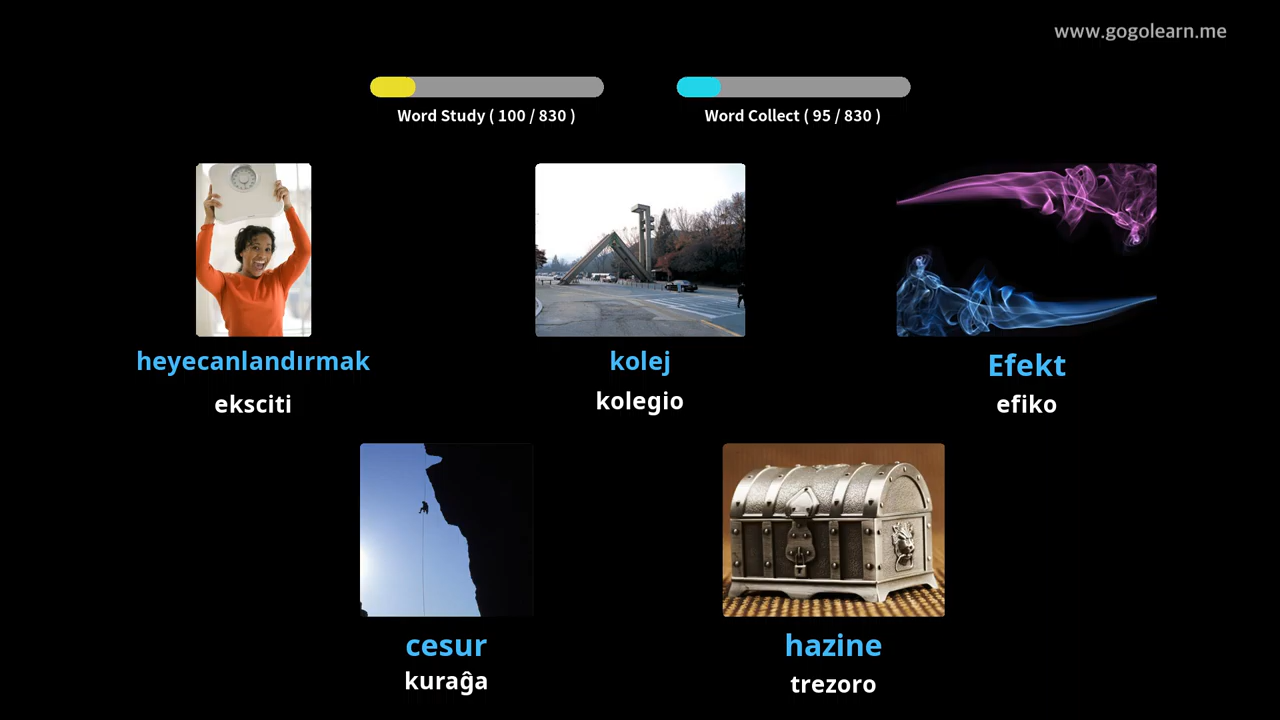 www.gogolearn.me
Word Study ( 100 / 830 )
Word Collect ( 95 / 830 )
heyecanlandırmak
eksciti
kolej
kolegio
Efekt
efiko
cesur
kuraĝa
hazine
trezoro